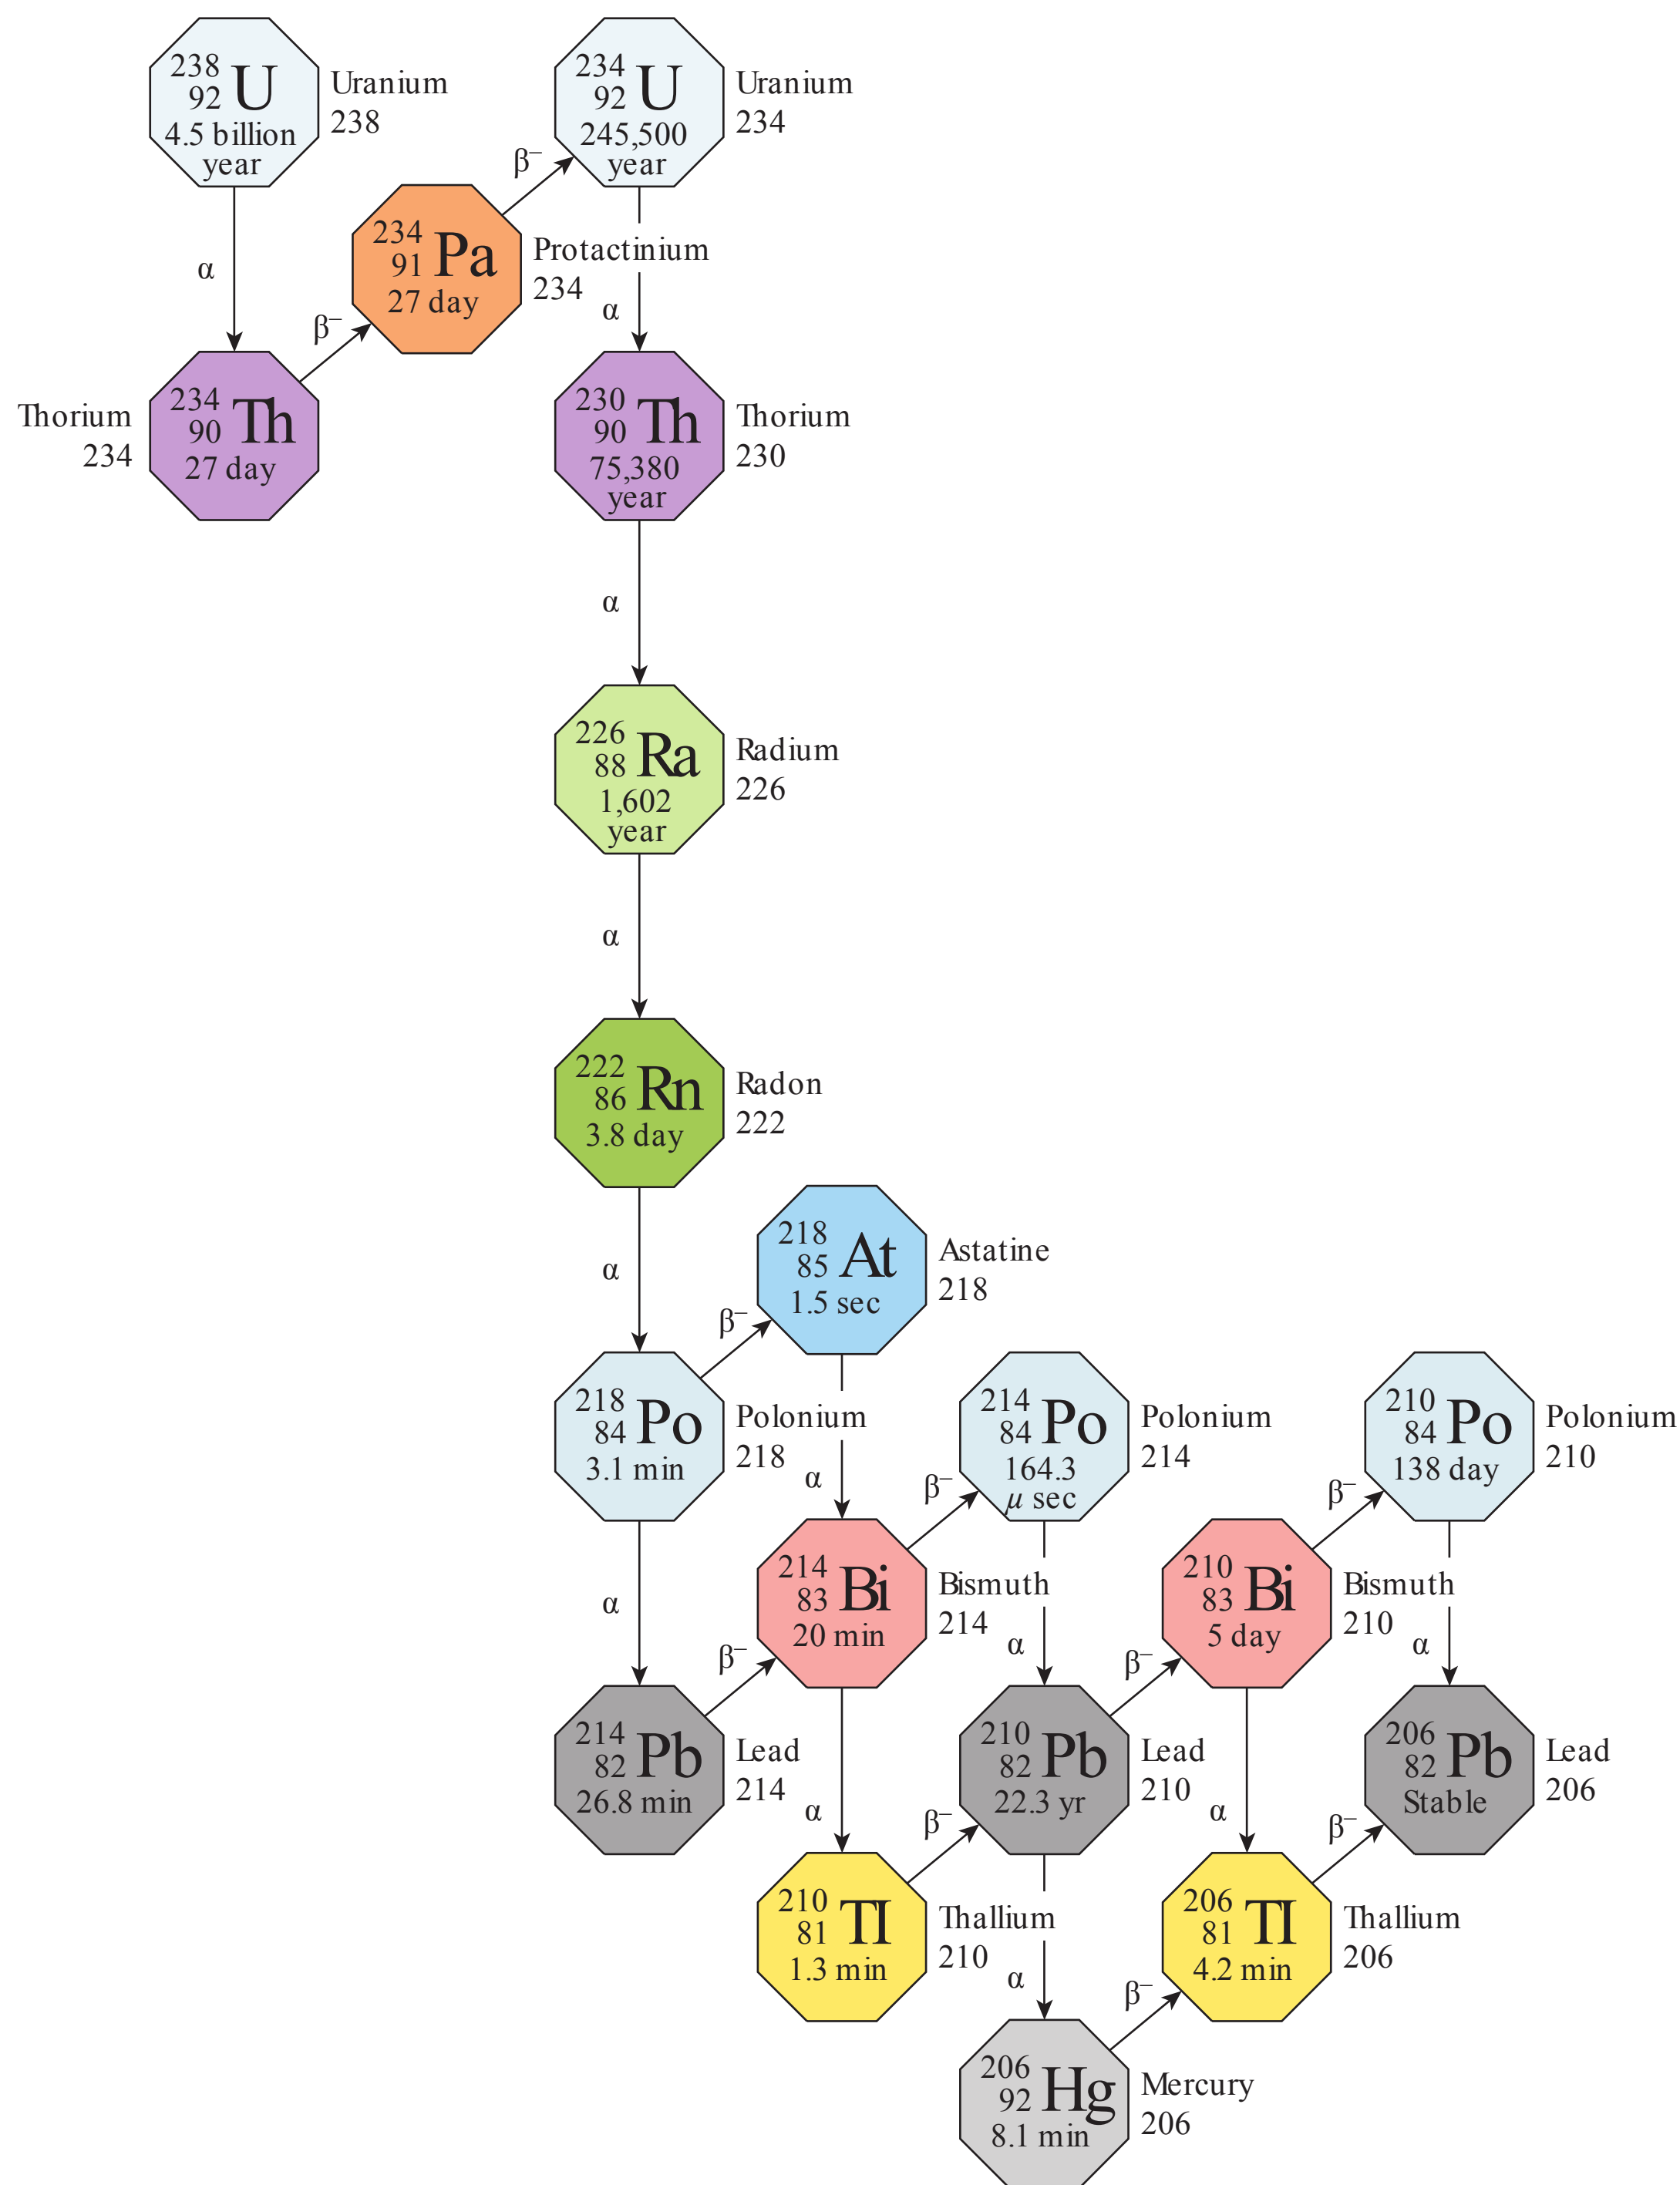 238
92 U
4.5 billion
year
Uranium
238
234
92 U
245,500
year
Uranium
234
β−
234
91 Pa
27 day
Protactinium
234
α
α
β−
Thorium
234
234
90 Th
27 day
230
90 Th
75,380
year
Thorium
230
α
226
88 Ra
1,602
year
Radium
226
α
222
86 Rn
3.8 day
Radon
222
α
218
85 At
1.5 sec
Astatine
218
β−
218
84 Po
3.1 min
Polonium
218
α
214
84 Po
164.3
μ sec
Polonium
214
β−
210
84 Po
138 day
Polonium
210
β−
α
214
83 Bi
20 min
Bismuth
214
α
210
83 Bi
5 day
Bismuth
210
α
β−
β−
214
82 Pb
26.8 min
Lead
214
α
210
82 Pb
22.3 yr
Lead
210
α
206
82 Pb
Stable
Lead
206
β−
β−
210
81 Tl
1.3 min
Thallium
210
α
206
81 Tl
4.2 min
Thallium
206
β−
206
92 Hg
8.1 min
Mercury
206